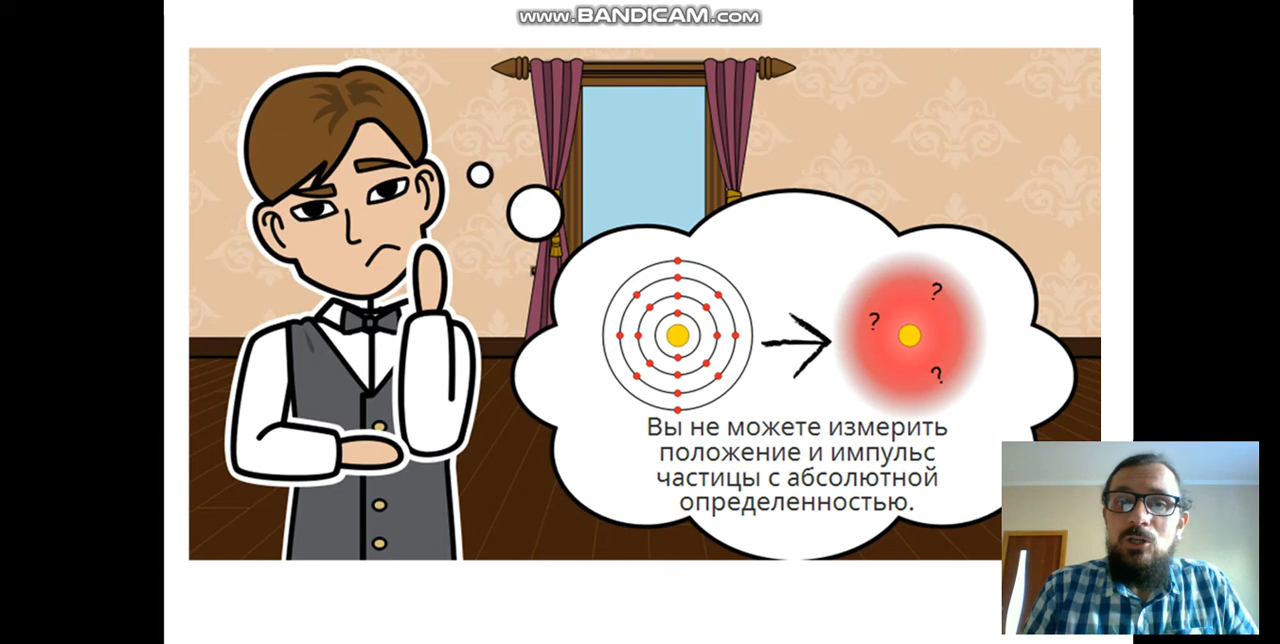 www.BANDICAM.com
?
?
?
Вы не можете измерить
положение и импульс
частицы с абсолютной
определенностью.